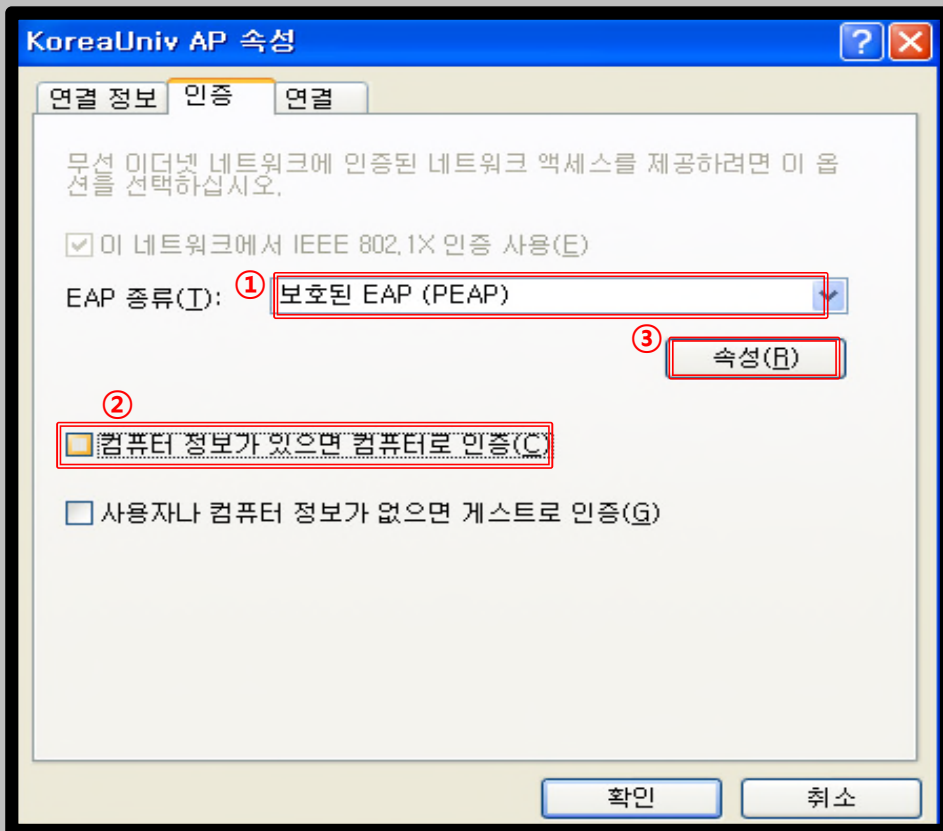 KoreaUniv AP 속성
연결 정보 인증 연결
무선 이더넷 네트워크에 인증된 네트워크 액세스를 제공하려면 이 옵
션을 선택하십시오.
이 네트워크에서 IEEE 802.1X 인증 사용(E)
EAP 종류(T): ① 보호된 EAP (PEAP)
③ 속성(R)
②
컴퓨터 정보가 있으면 컴퓨터로 인증(C)
사용자나 컴퓨터 정보가 없으면 게스트로 인증(G)
확인 취소